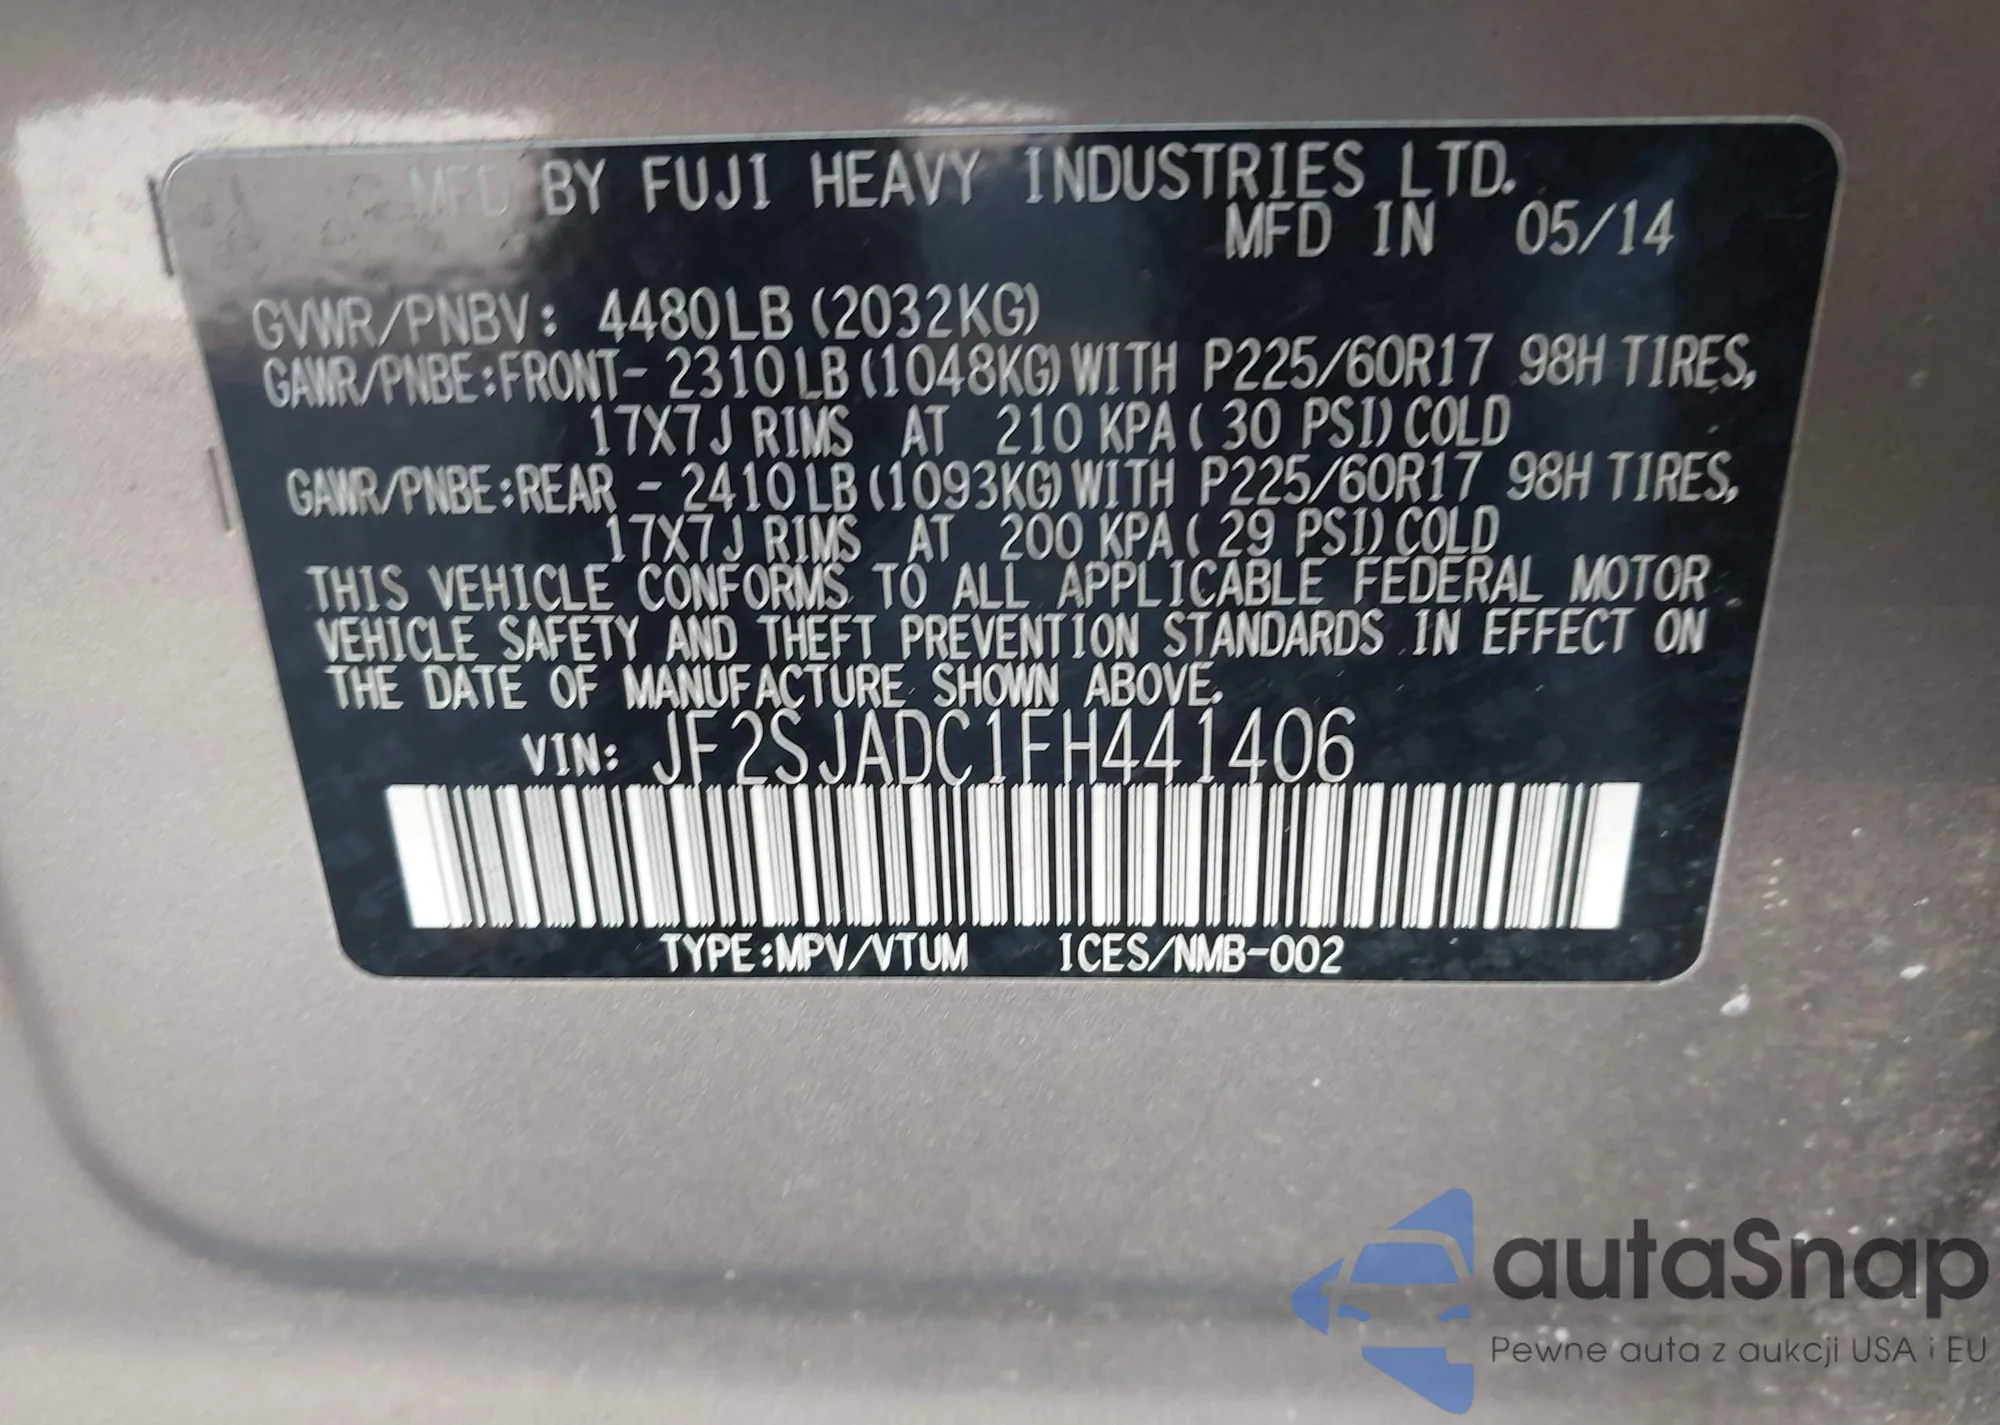 MFD BY FUJI HEAVY INDUSTRIES LTD.
MFD IN 05/14
GVWR/PNBV: 4480LB (2032KG)
GAWR/PNBE:FRONT- 2310LB (1048KG) WITH P225/60R17 98H TIRES,
17X7J RIMS AT 210 KPA ( 30 PSI) COLD
GAWR/PNBE:REAR - 2410LB (1093KG) WITH P225/60R17 98H TIRES,
17X7J RIMS AT 200 KPA ( 29 PSI) COLD
THIS VEHICLE CONFORMS TO ALL APPLICABLE FEDERAL MOTOR
VEHICLE SAFETY AND THEFT PREVENTION STANDARDS IN EFFECT ON
THE DATE OF MANUFACTURE SHOWN ABOVE.
VIN: JF2SJADC1FH441406
TYPE:MPV/VTUM ICES/NMB-002
autaSnap
Pewne auta z aukcji USA i EU